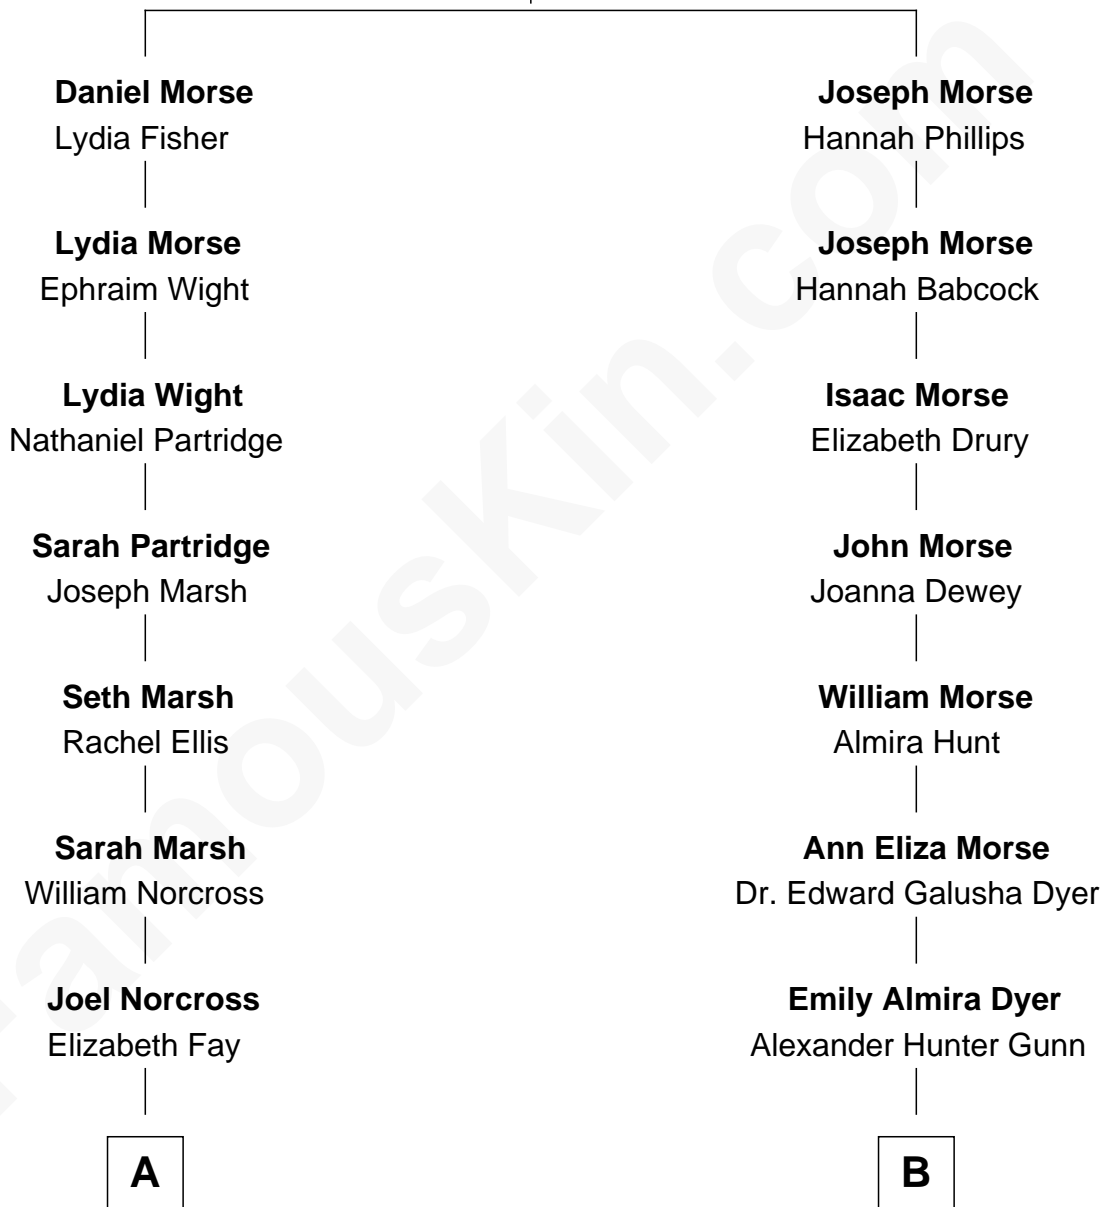 Daniel Morse
Lydia Fisher
Lydia Morse
Ephraim Wight
Lydia Wight
Nathaniel Partridge
Sarah Partridge
Joseph Marsh
Seth Marsh
Rachel Ellis
Sarah Marsh
William Norcross
Joel Norcross
Elizabeth Fay
A
Joseph Morse
Hannah Phillips
Joseph Morse
Hannah Babcock
Isaac Morse
Elizabeth Drury
John Morse
Joanna Dewey
William Morse
Almira Hunt
Ann Eliza Morse
Dr. Edward Galusha Dyer
Emily Almira Dyer
Alexander Hunter Gunn
B
FamousKin.com